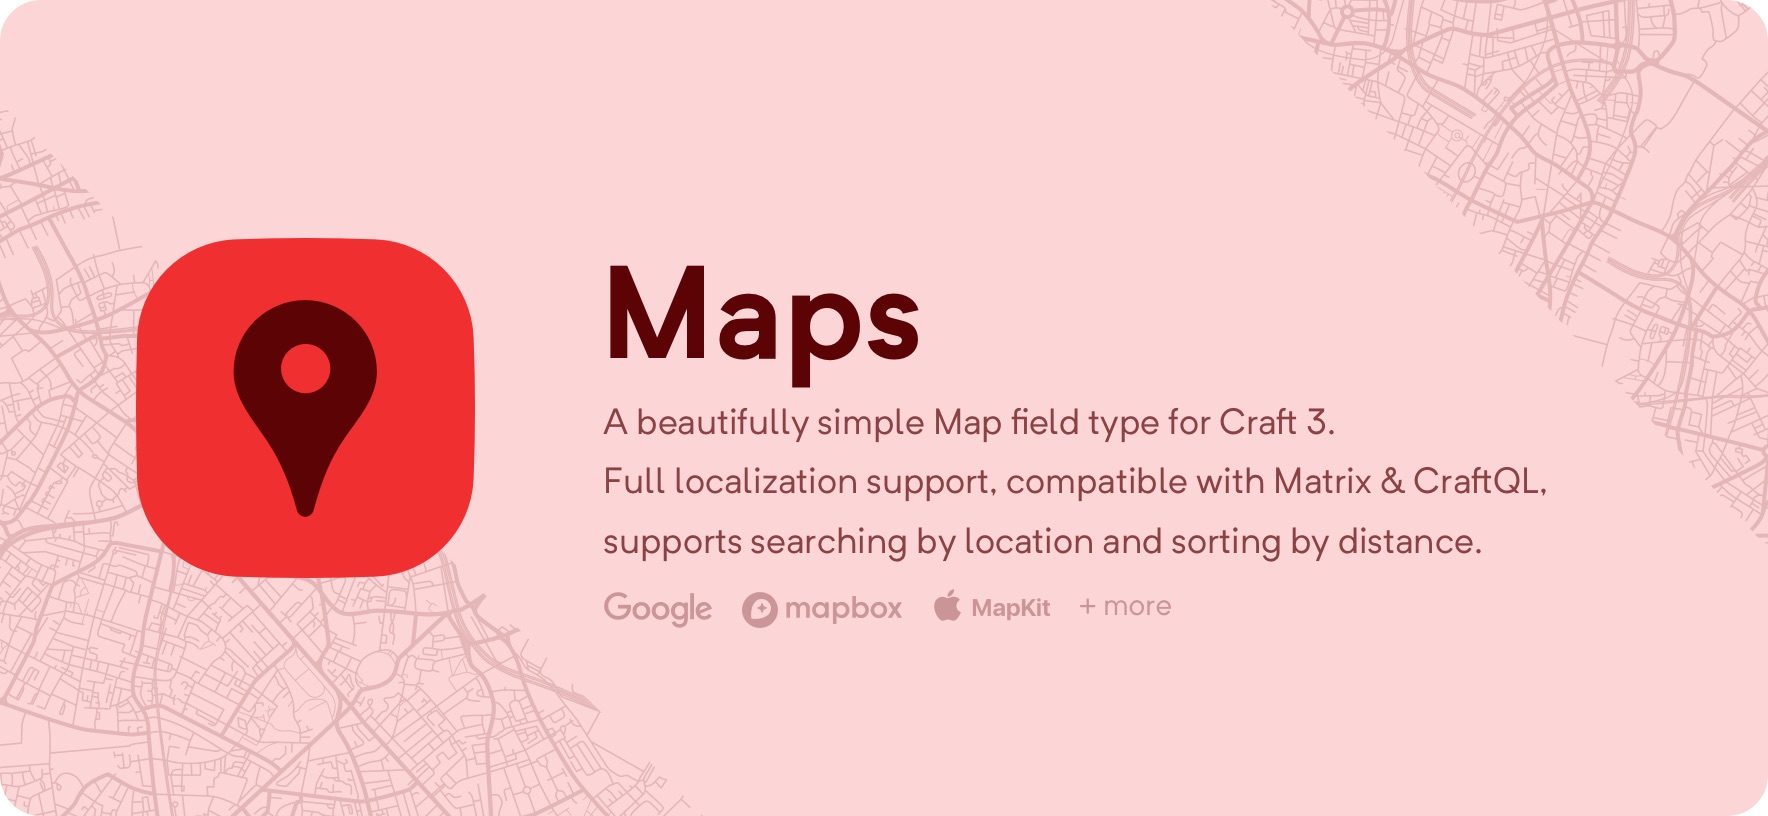 Maps
A beautifully simple Map field type for Craft 3.
Full localization support, compatible with Matrix & CraftQL,
supports searching by location and sorting by distance.
Google mapbox MapKit + more